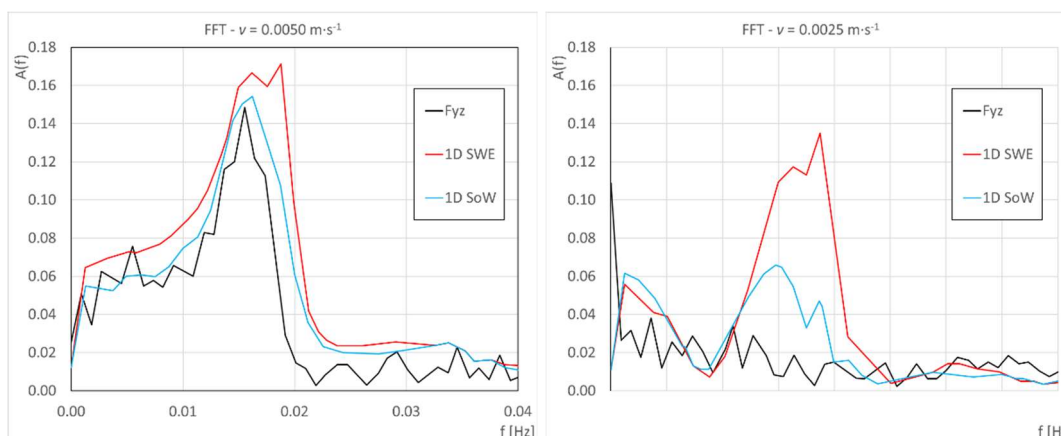 FFT - v = 0.0050 m·s⁻¹
A(f)
0.18
0.16
0.14
0.12
0.10
0.08
0.06
0.04
0.02
0.00
0.00 0.01 0.02 0.03 0.04
f [Hz]
Fyz
1D SWE
1D SoW
FFT - v = 0.0025 m·s⁻¹
A(f)
0.18
0.16
0.14
0.12
0.10
0.08
0.06
0.04
0.02
0.00
f [H
Fyz
1D SWE
1D SoW